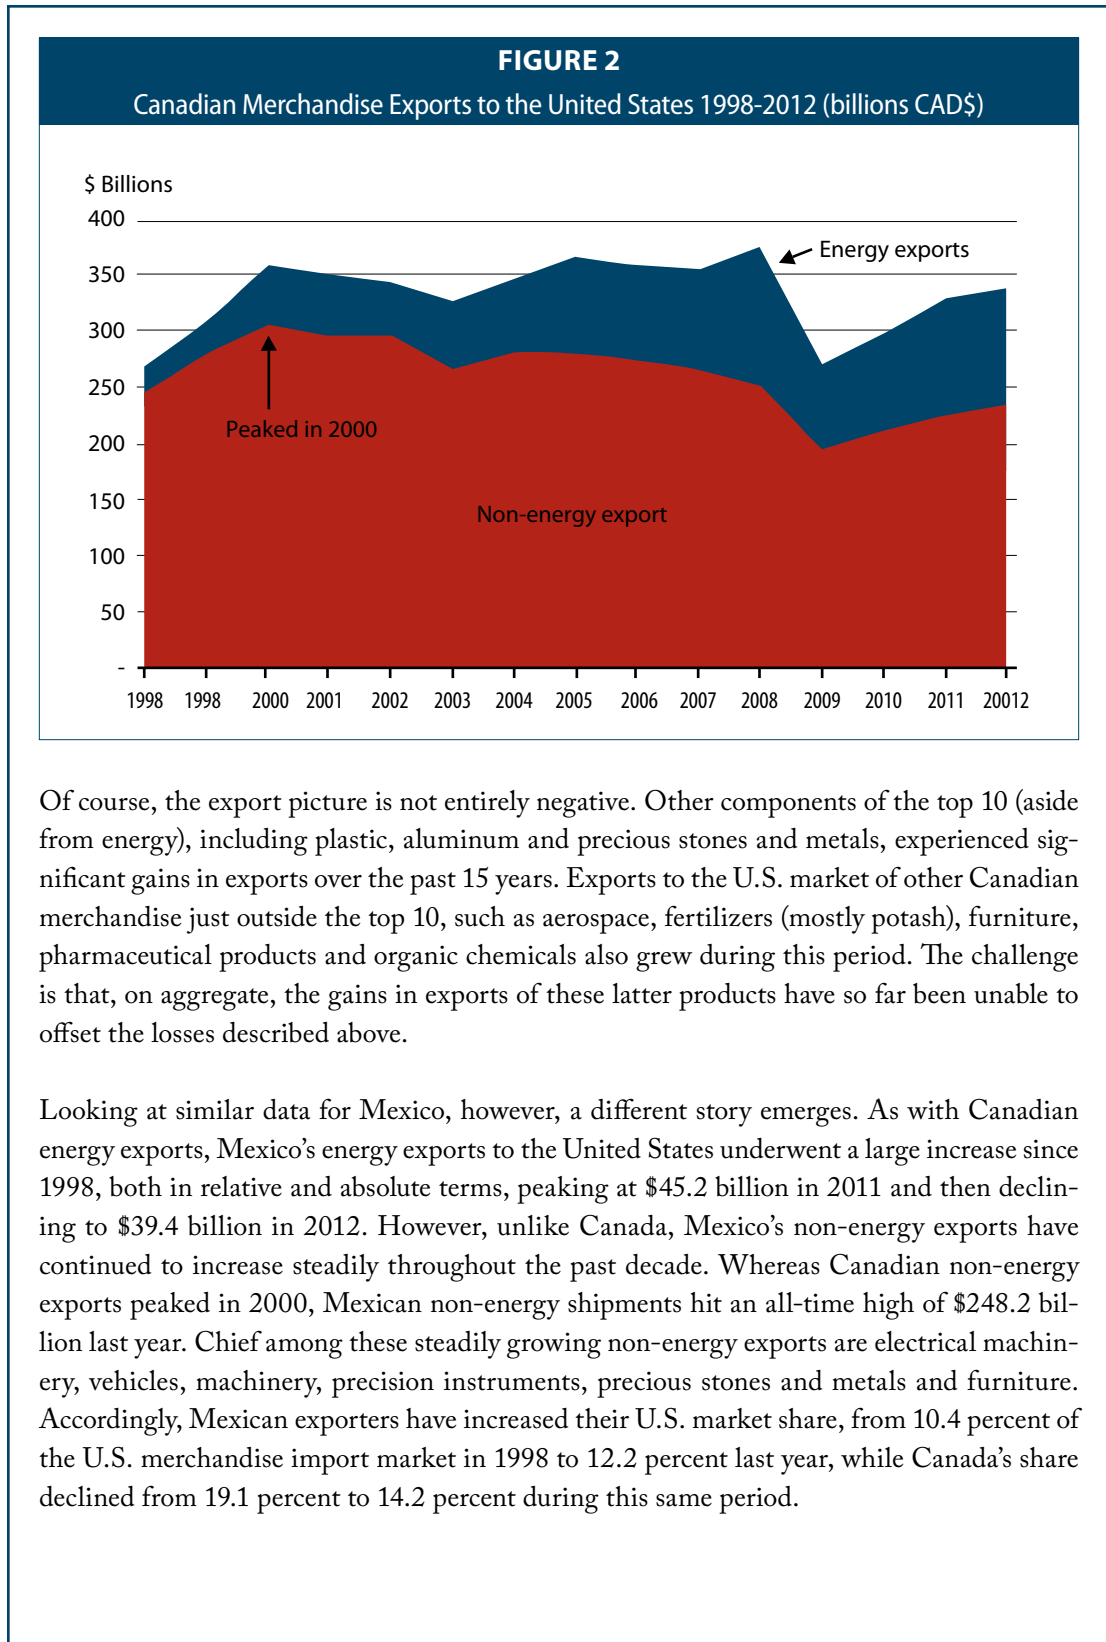 FIGURE 2
Canadian Merchandise Exports to the United States 1998-2012 (billions CAD$)
$ Billions
400
Energy exports
350
300
250
Peaked in 2000
200
150
Non-energy export
100
50
-
1998 1998 2000 2001 2002 2003 2004 2005 2006 2007 2008 2009 2010 2011 20012
Of course, the export picture is not entirely negative. Other components of the top 10 (aside
from energy), including plastic, aluminum and precious stones and metals, experienced sig-
nificant gains in exports over the past 15 years. Exports to the U.S. market of other Canadian
merchandise just outside the top 10, such as aerospace, fertilizers (mostly potash), furniture,
pharmaceutical products and organic chemicals also grew during this period. The challenge
is that, on aggregate, the gains in exports of these latter products have so far been unable to
offset the losses described above.
Looking at similar data for Mexico, however, a different story emerges. As with Canadian
energy exports, Mexico's energy exports to the United States underwent a large increase since
1998, both in relative and absolute terms, peaking at $45.2 billion in 2011 and then declin-
ing to $39.4 billion in 2012. However, unlike Canada, Mexico's non-energy exports have
continued to increase steadily throughout the past decade. Whereas Canadian non-energy
exports peaked in 2000, Mexican non-energy shipments hit an all-time high of $248.2 bil-
lion last year. Chief among these steadily growing non-energy exports are electrical machin-
ery, vehicles, machinery, precision instruments, precious stones and metals and furniture.
Accordingly, Mexican exporters have increased their U.S. market share, from 10.4 percent of
the U.S. merchandise import market in 1998 to 12.2 percent last year, while Canada's share
declined from 19.1 percent to 14.2 percent during this same period.